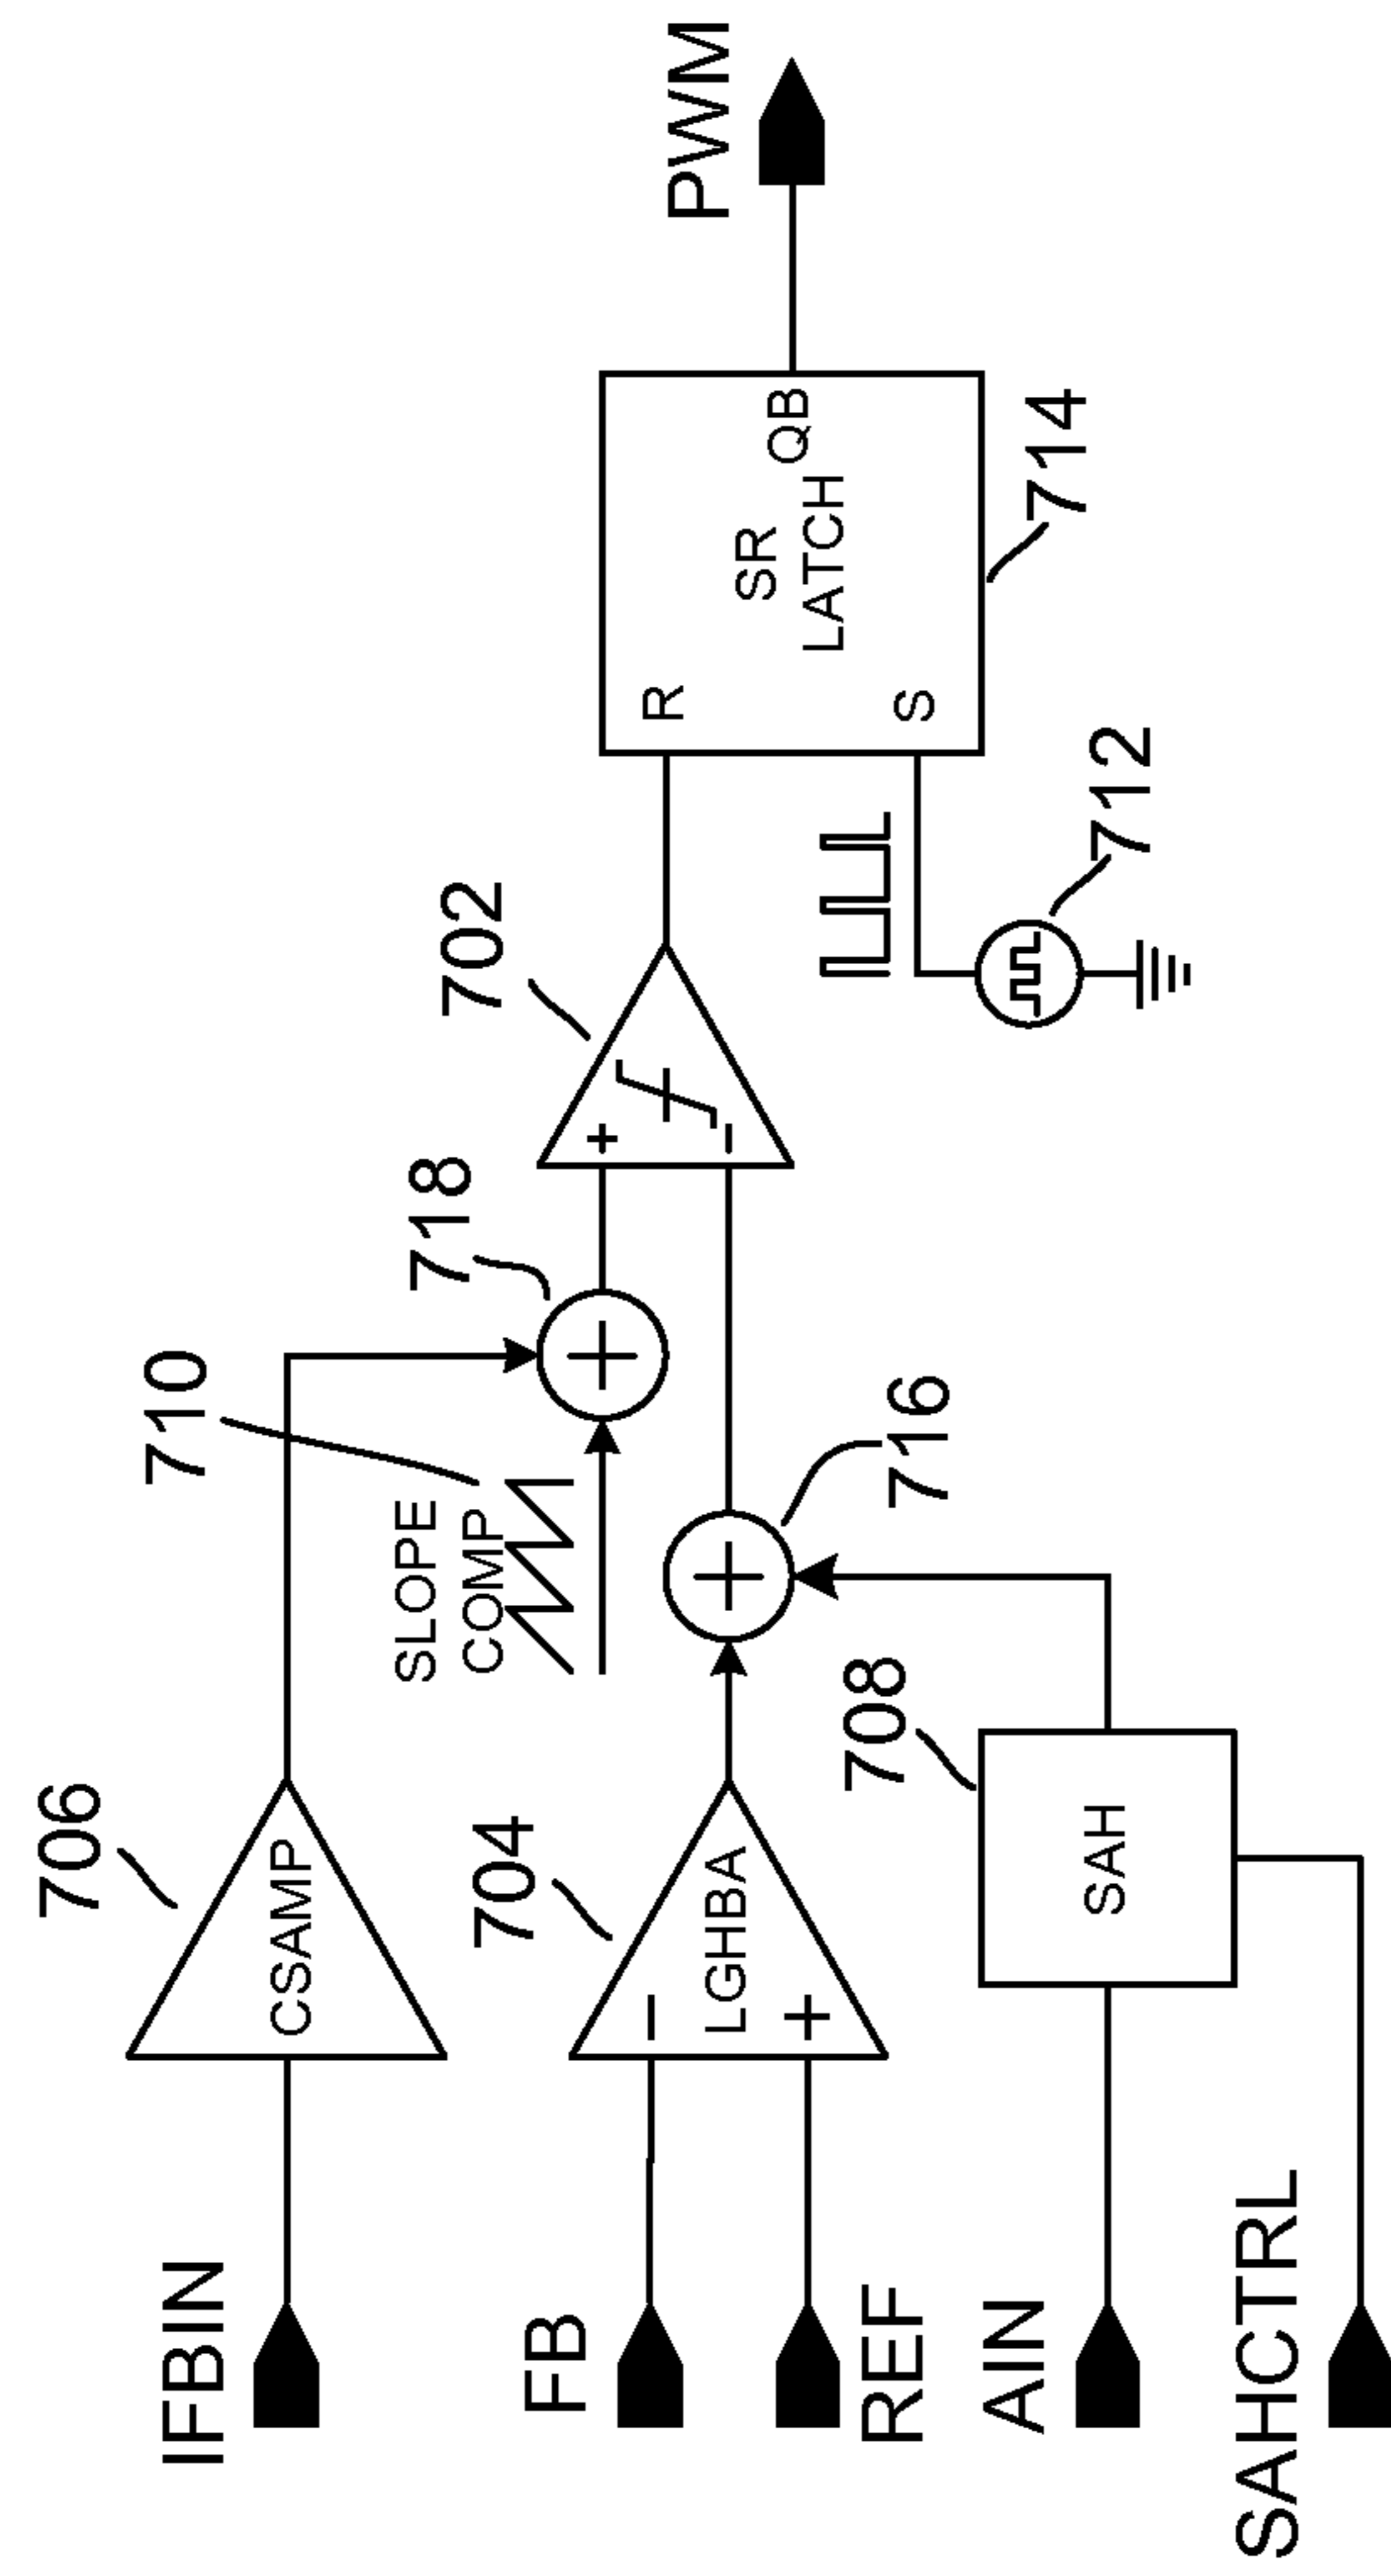 IFBIN
706
CSAMP
710
SLOPE
COMP
718
702
+
-
FB
704
-
LGHBA
+
REF
716
R
SR
LATCH
QB
S
714
PWM
AIN
708
SAH
712
SAHCTRL